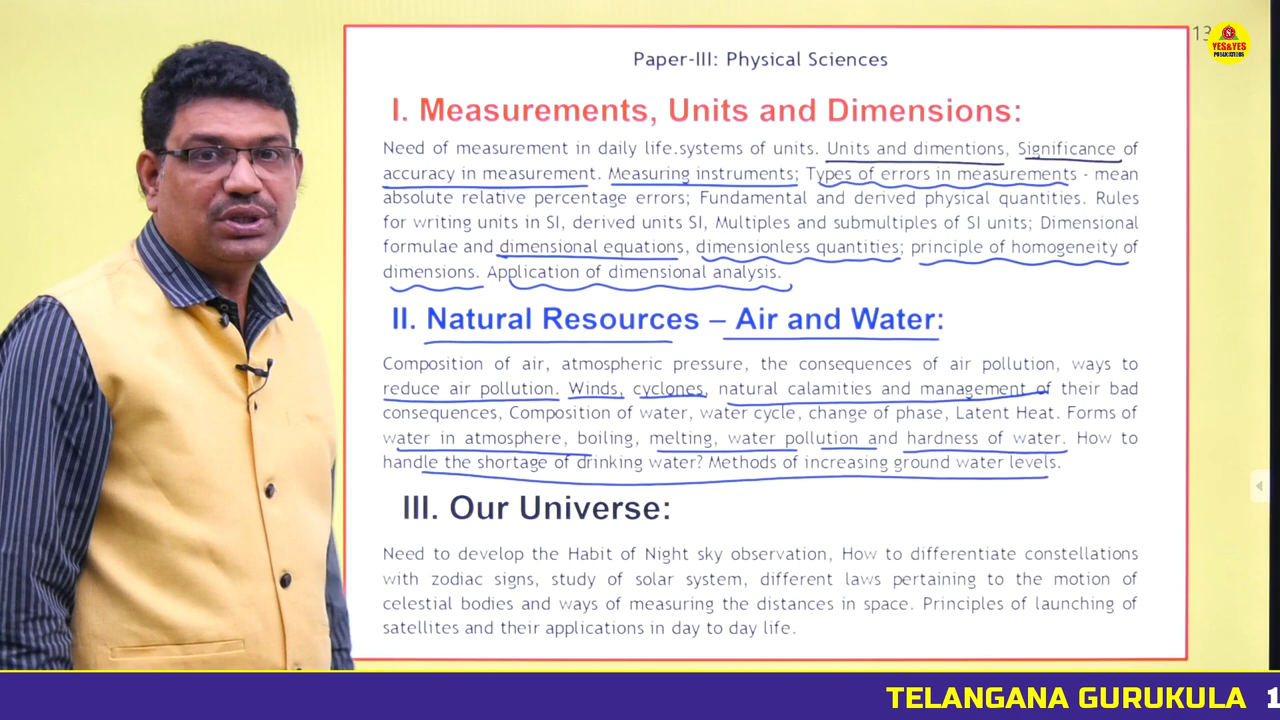 13
YES&YES
PUBLICATIONS
Paper-III: Physical Sciences
I. Measurements, Units and Dimensions:
Need of measurement in daily life.systems of units. Units and dimentions, Significance of
accuracy in measurement. Measuring instruments; Types of errors in measurements - mean
absolute relative percentage errors; Fundamental and derived physical quantities. Rules
for writing units in SI, derived units SI, Multiples and submultiples of SI units; Dimensional
formulae and dimensional equations, dimensionless quantities; principle of homogeneity of
dimensions. Application of dimensional analysis.
II. Natural Resources – Air and Water:
Composition of air, atmospheric pressure, the consequences of air pollution, ways to
reduce air pollution. Winds, cyclones, natural calamities and management of their bad
consequences, Composition of water, water cycle, change of phase, Latent Heat. Forms of
water in atmosphere, boiling, melting, water pollution and hardness of water. How to
handle the shortage of drinking water? Methods of increasing ground water levels.
III. Our Universe:
Need to develop the Habit of Night sky observation, How to differentiate constellations
with zodiac signs, study of solar system, different laws pertaining to the motion of
celestial bodies and ways of measuring the distances in space. Principles of launching of
satellites and their applications in day to day life.
TELANGANA GURUKULA 1